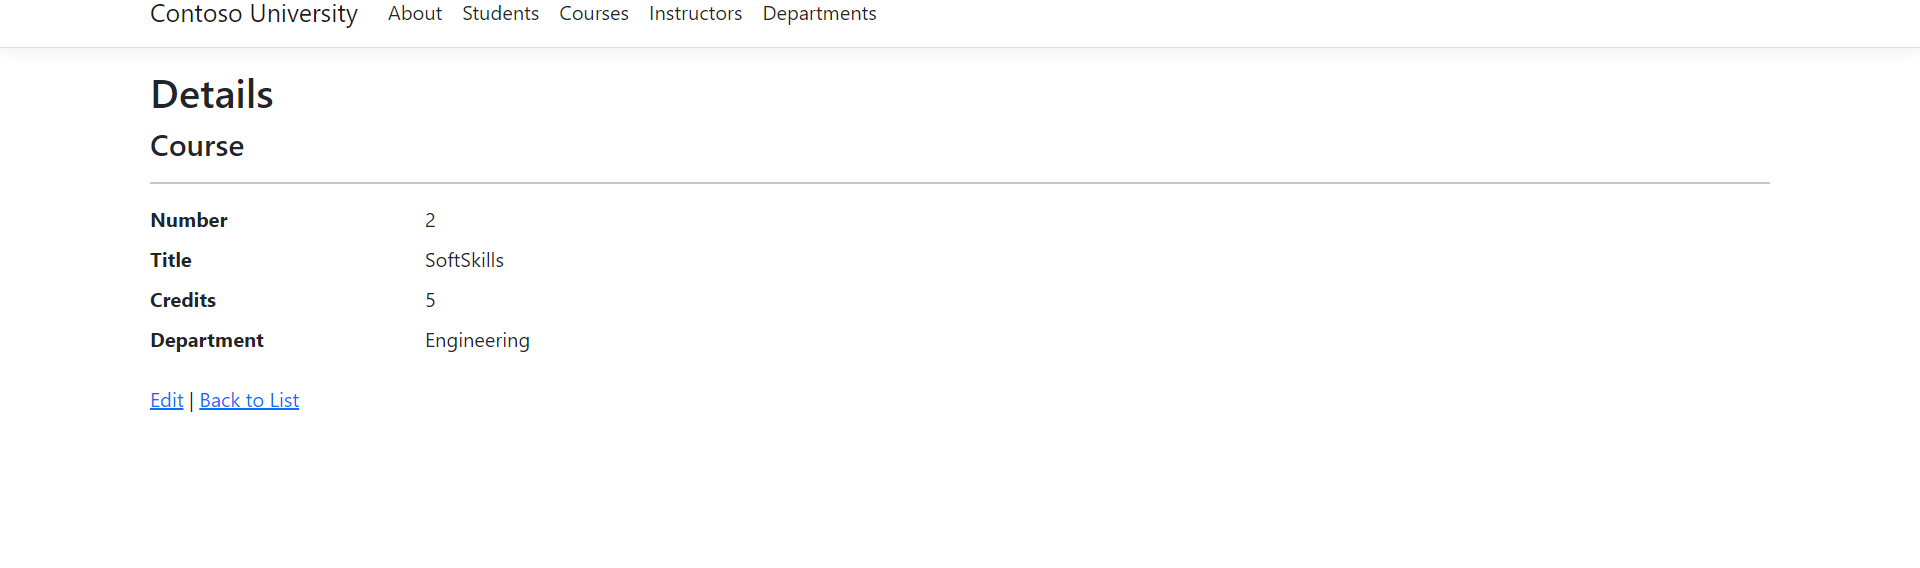 Contoso University About Students Courses Instructors Departments
Details
Course
Number 2
Title SoftSkills
Credits 5
Department Engineering
Edit | Back to List